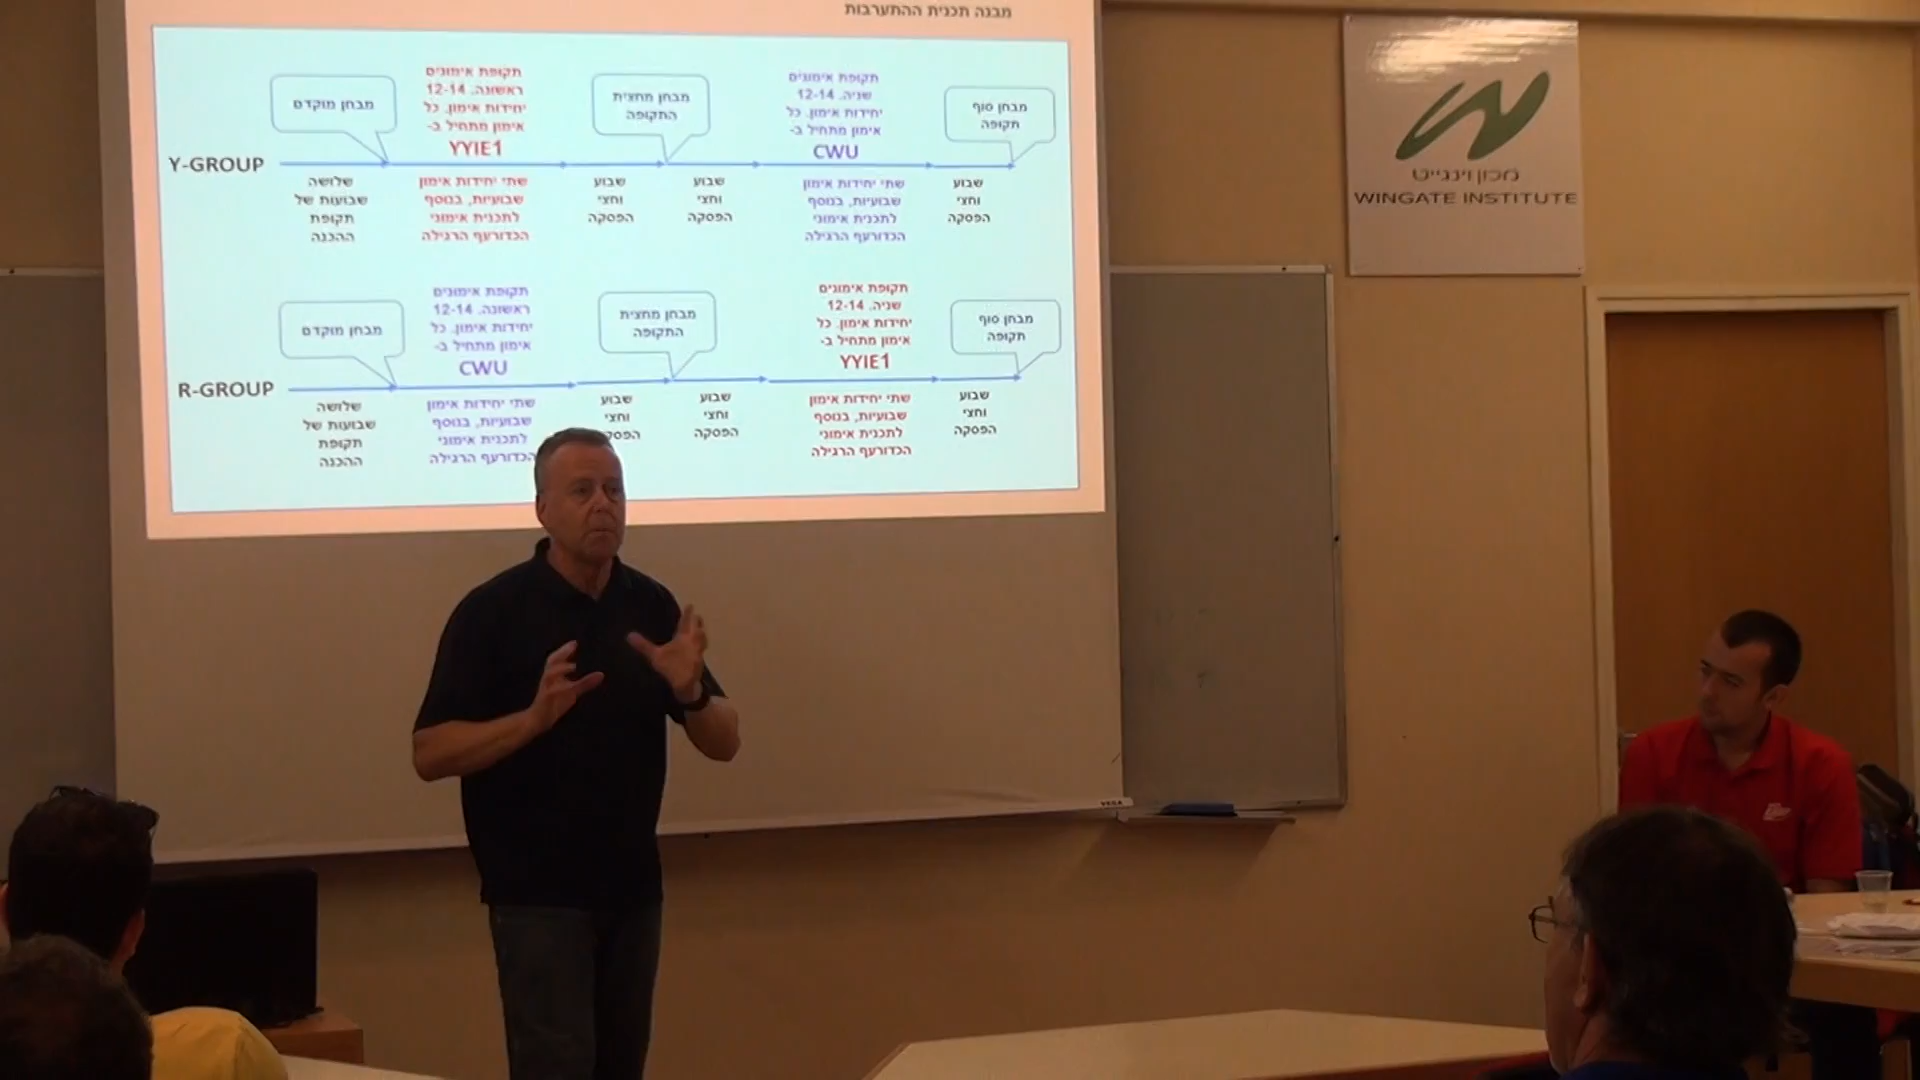 מבנה תכנית ההתערבות
Y-GROUP
מבחן מוקדם
תקופת אימונים
ראשונה. 12-14
יחידות אימון. כל
אימון מתחיל ב-
YYIE1
מבחן מחצית
התקופה
תקופת אימונים
שניה. 12-14
יחידות אימון. כל
אימון מתחיל ב-
CWU
מבחן סוף
תקופה
שלושה
שבועות של
תקופת
ההכנה
שתי יחידות אימון
שבועיות, בנוסף
לתכנית אימוני
הכדורעף הרגילה
שבוע
וחצי
הפסקה
שבוע
וחצי
הפסקה
שתי יחידות אימון
שבועיות, בנוסף
לתכנית אימוני
הכדורעף הרגילה
שבוע
וחצי
הפסקה
R-GROUP
מבחן מוקדם
תקופת אימונים
ראשונה. 12-14
יחידות אימון. כל
אימון מתחיל ב-
CWU
מבחן מחצית
התקופה
תקופת אימונים
שניה. 12-14
יחידות אימון. כל
אימון מתחיל ב-
YYIE1
מבחן סוף
תקופה
שלושה
שבועות של
תקופת
ההכנה
שתי יחידות אימון
שבועיות, בנוסף
לתכנית אימוני
הכדורעף הרגילה
שבוע
וחצי
הפסקה
שבוע
וחצי
הפסקה
שתי יחידות אימון
שבועיות, בנוסף
לתכנית אימוני
הכדורעף הרגילה
שבוע
וחצי
הפסקה
מכון וינגייט
WINGATE INSTITUTE